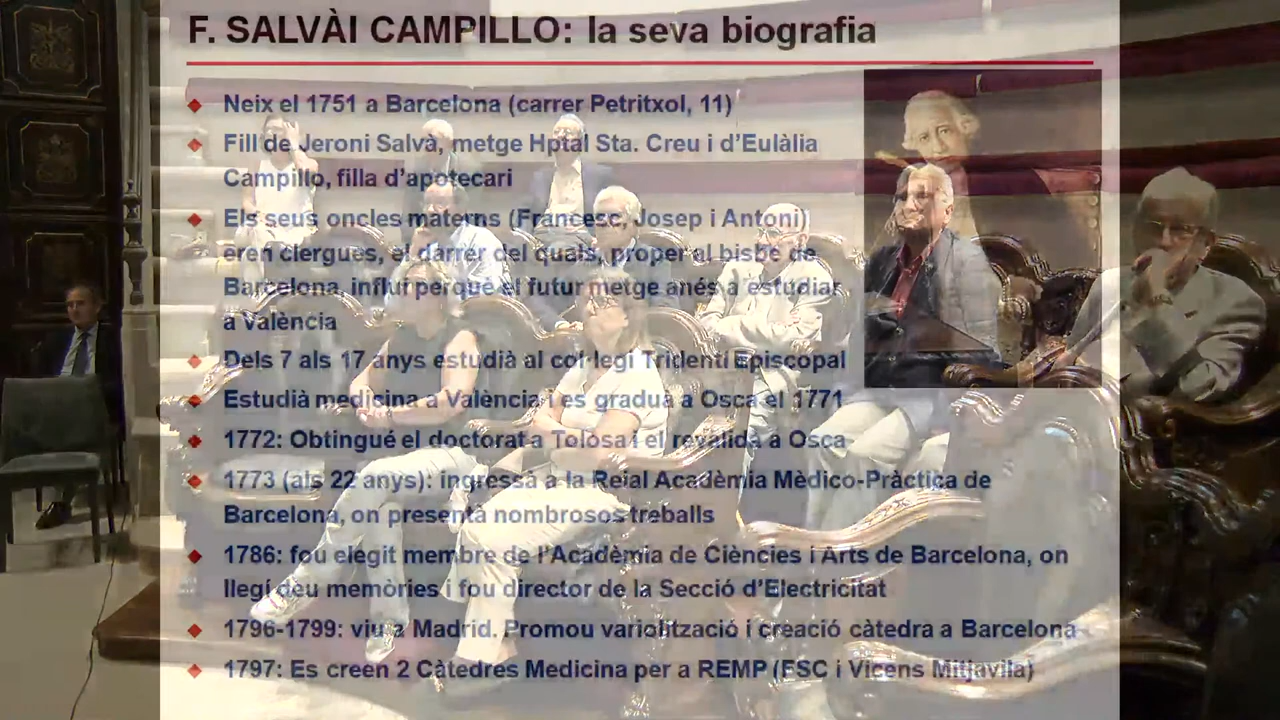 F. SALVÀI CAMPILLO: la seva biografia
Neix el 1751 a Barcelona (carrer Petritxol, 11)
Fill de Jeroni Salvà, metge Hptal Sta. Creu i d'Eulàlia
Campillo, filla d'apotecari
Els seus oncles materns (Francesc, Josep i Antoni)
eren clergues, el darrer del quals, proper al bisbe de
Barcelona, influí perquè el futur metge anés a estudiar
a València
Dels 7 als 17 anys estudià al col·legi Tridentí Episcopal
Estudià medicina a València i es graduà a Osca el 1771
1772: Obtingué el doctorat a Tolosa i el revalidà a Osca
1773 (als 22 anys): ingressà a la Reial Acadèmia Mèdico-Pràctica de
Barcelona, on presentà nombrosos treballs
1786: fou elegit membre de l'Acadèmia de Ciències i Arts de Barcelona, on
llegí deu memòries i fou director de la Secció d'Electricitat
1796-1799: viu a Madrid. Promou variolització i creació càtedra a Barcelona
1797: Es creen 2 Càtedres Medicina per a REMP (FSC i Vicens Mitjavila)